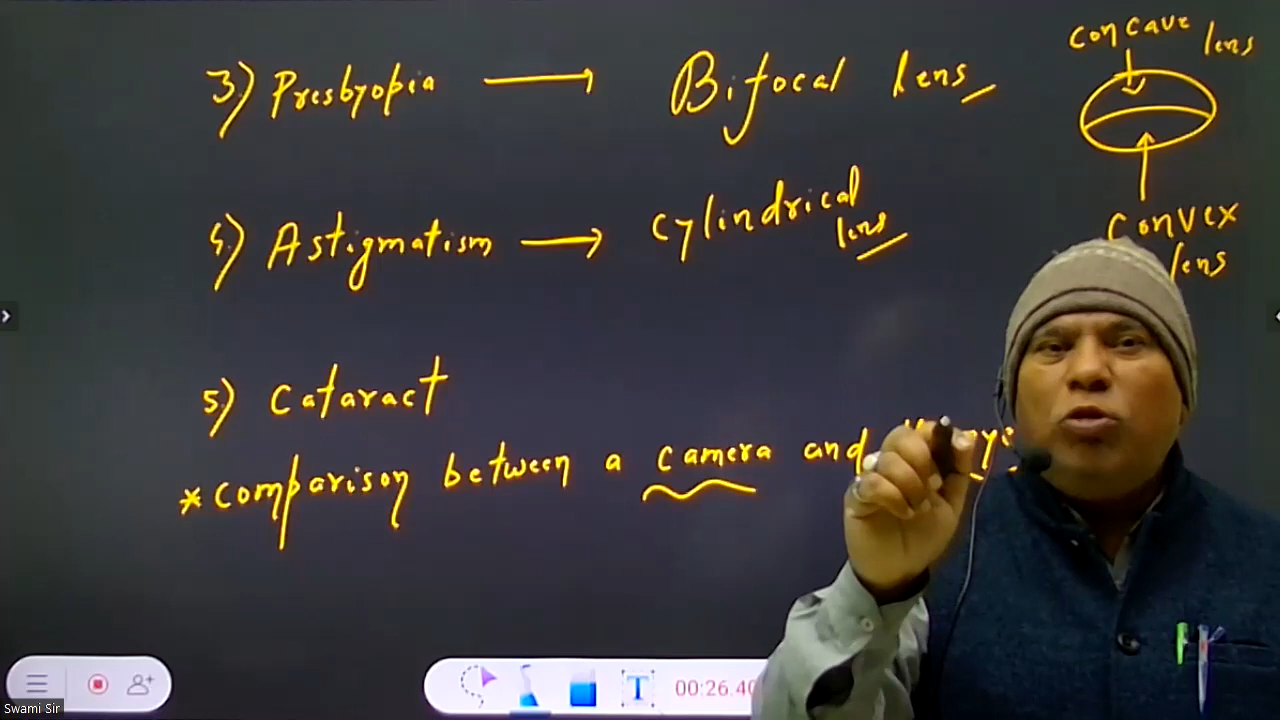 concave lens
3) Presbyopia → Bifocal lens
4) Astigmatism → cylindrical lens
convex lens
5) Cataract
* comparison between a camera and
T 00:26.40
Swami Sir